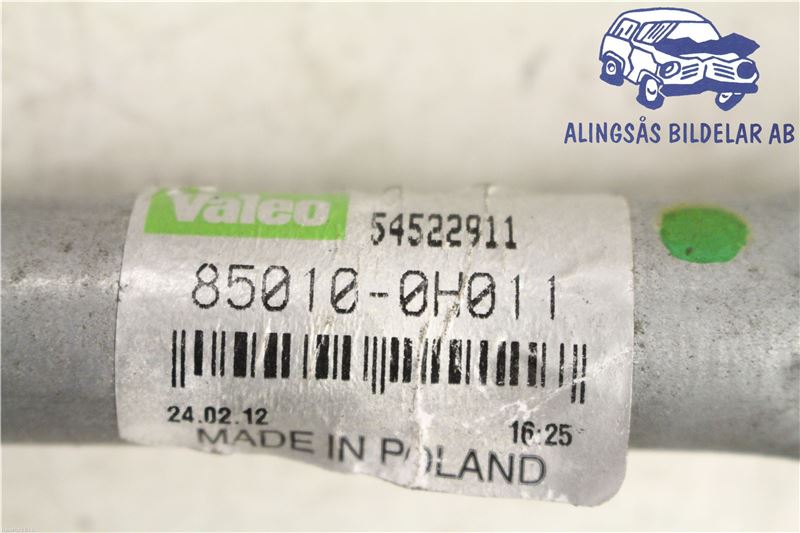 ALINGSÅS BILDELAR AB
Valeo
54522911
85010-0H011
24.02.12
16:25
MADE IN POLAND